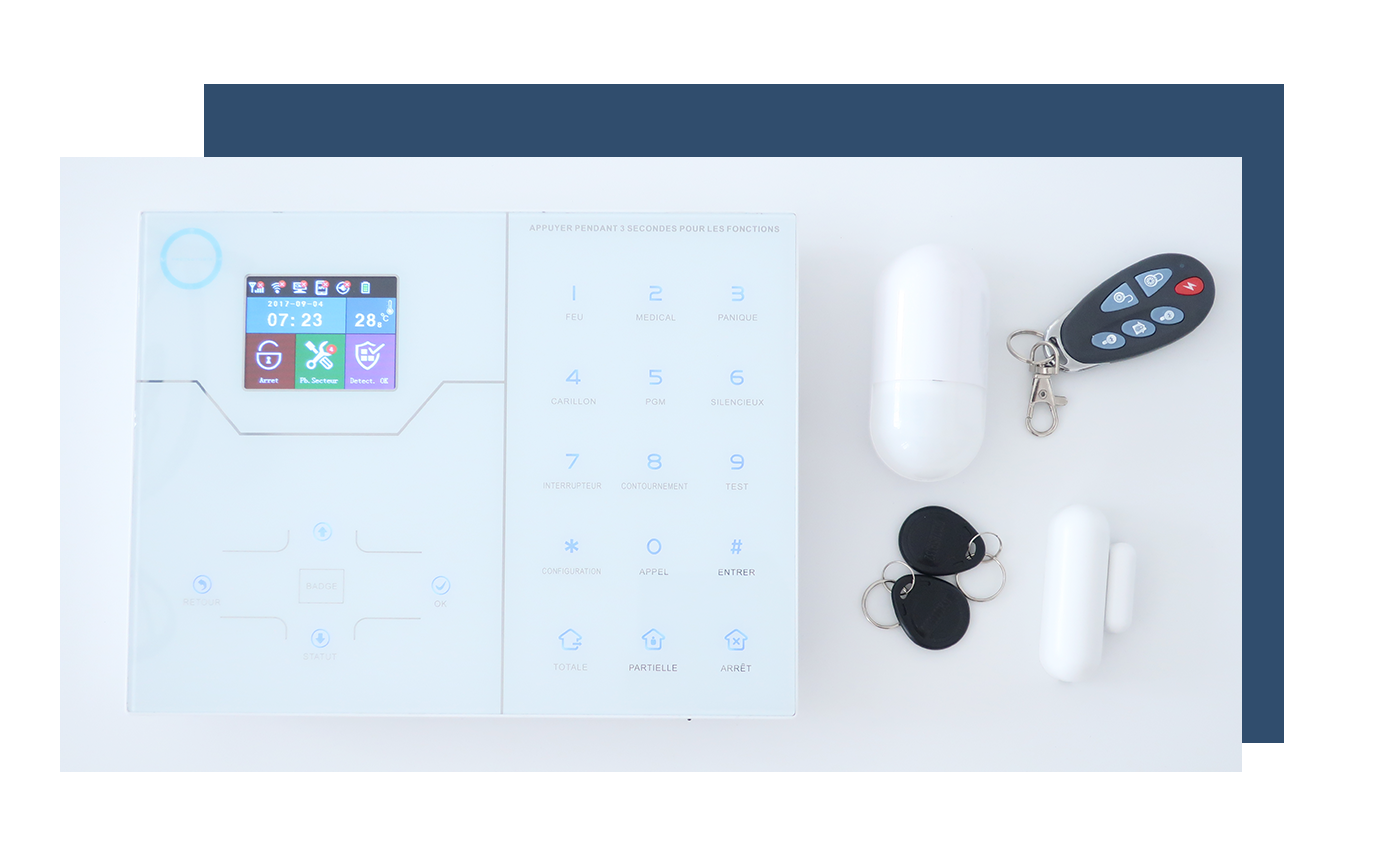 APPUYER PENDANT 3 SECONDES POUR LES FONCTIONS
2017-09-04
07:23
28.8°C
Arret
Pb.Secteur
Detect. OK
1 2 3
FEU MEDICAL PANIQUE
4 5 6
CARILLON PGM SILENCIEUX
7 8 9
INTERRUPTEUR CONTOURNEMENT TEST
* 0 #
CONFIGURATION APPEL ENTRER
TOTALE PARTIELLE ARRÊT
RETOUR
BADGE
OK
STATUT